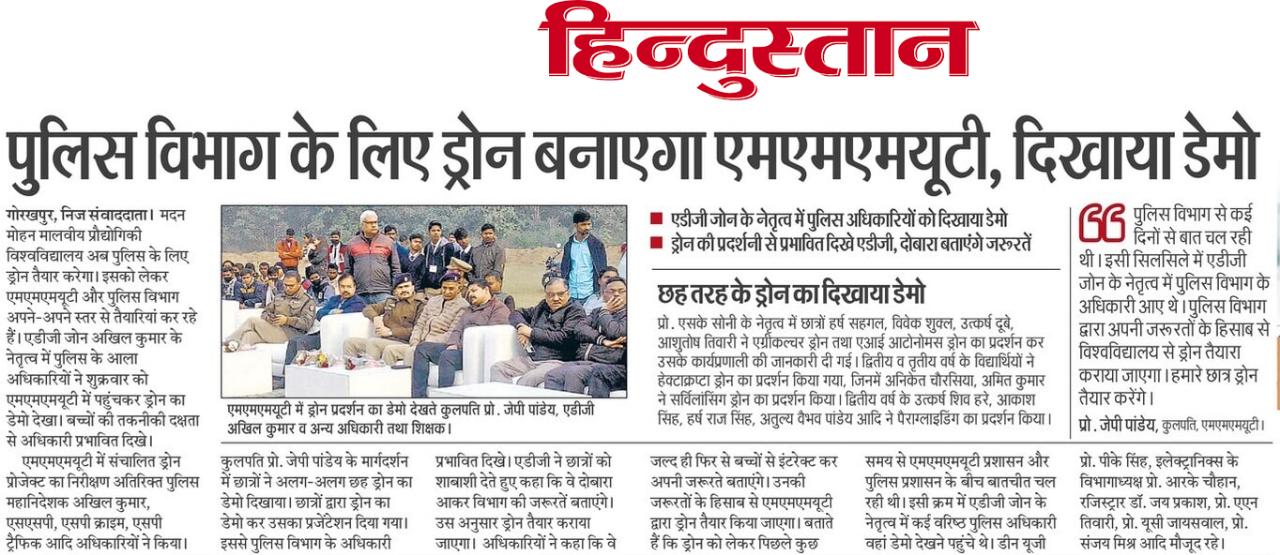 हिन्दुस्तान
पुलिस विभाग के लिए ड्रोन बनाएगा एमएमएमयूटी, दिखाया डेमो
गोरखपुर, निज संवाददाता। मदन
मोहन मालवीय प्रौद्योगिकी
विश्वविद्यालय अब पुलिस के लिए
ड्रोन तैयार करेगा। इसको लेकर
एमएमएमयूटी और पुलिस विभाग
अपने-अपने स्तर से तैयारियां कर रहे
हैं। एडीजी जोन अखिल कुमार के
नेतृत्व में पुलिस के आला
अधिकारियों ने शुक्रवार को
एमएमएमयूटी में पहुंचकर ड्रोन का
डेमो देखा। बच्चों की तकनीकी दक्षता
से अधिकारी प्रभावित दिखे।
एमएमएमयूटी में संचालित ड्रोन
प्रोजेक्ट का निरीक्षण अतिरिक्त पुलिस
महानिदेशक अखिल कुमार,
एसएसपी, एसपी क्राइम, एसपी
ट्रैफिक आदि अधिकारियों ने किया।
एमएमएमयूटी में ड्रोन प्रदर्शन का डेमो देखते कुलपति प्रो. जेपी पांडेय, एडीजी
अखिल कुमार व अन्य अधिकारी तथा शिक्षक।
कुलपति प्रो. जेपी पांडेय के मार्गदर्शन
में छात्रों ने अलग-अलग छह ड्रोन का
डेमो दिखाया। छात्रों द्वारा ड्रोन का
डेमो कर उसका प्रजेंटेशन दिया गया।
इससे पुलिस विभाग के अधिकारी
प्रभावित दिखे। एडीजी ने छात्रों को
शाबाशी देते हुए कहा कि वे दोबारा
आकर विभाग की जरूरतें बताएंगे।
उस अनुसार ड्रोन तैयार कराया
जाएगा। अधिकारियों ने कहा कि वे
एडीजी जोन के नेतृत्व में पुलिस अधिकारियों को दिखाया डेमो
ड्रोन की प्रदर्शनी से प्रभावित दिखे एडीजी, दोबारा बताएंगे जरूरतें
छह तरह के ड्रोन का दिखाया डेमो
प्रो. एसके सोनी के नेतृत्व में छात्रों हर्ष सहगल, विवेक शुक्ल, उत्कर्ष दूबे,
आशुतोष तिवारी ने एग्रीकल्चर ड्रोन तथा एआई आटोनोमस ड्रोन का प्रदर्शन कर
उसके कार्यप्रणाली की जानकारी दी गई। द्वितीय व तृतीय वर्ष के विद्यार्थियों ने
हेक्टाक्रप्टा ड्रोन का प्रदर्शन किया गया, जिनमें अनिकेत चौरसिया, अमित कुमार
ने सर्विलांसिंग ड्रोन का प्रदर्शन किया। द्वितीय वर्ष के उत्कर्ष शिव हरे, आकाश
सिंह, हर्ष राज सिंह, अतुल्य वैभव पांडेय आदि ने पैराग्लाइडिंग का प्रदर्शन किया।
जल्द ही फिर से बच्चों से इंटरेक्ट कर
अपनी जरूरते बताएंगे। उनकी
जरूरतों के हिसाब से एमएमएमयूटी
द्वारा ड्रोन तैयार किया जाएगा। बताते
हैं कि ड्रोन को लेकर पिछले कुछ
समय से एमएमएमयूटी प्रशासन और
पुलिस प्रशासन के बीच बातचीत चल
रही थी। इसी क्रम में एडीजी जोन के
नेतृत्व में कई वरिष्ठ पुलिस अधिकारी
वहां डेमो देखने पहुंचे थे। डीन यूजी
पुलिस विभाग से कई
दिनों से बात चल रही
थी। इसी सिलसिले में एडीजी
जोन के नेतृत्व में पुलिस विभाग के
अधिकारी आए थे। पुलिस विभाग
द्वारा अपनी जरूरतों के हिसाब से
विश्वविद्यालय से ड्रोन तैयारा
कराया जाएगा। हमारे छात्र ड्रोन
तैयार करेंगे।
प्रो. जेपी पांडेय, कुलपति, एमएमएमयूटी।
प्रो. पीके सिंह, इलेक्ट्रानिक्स के
विभागाध्यक्ष प्रो. आरके चौहान,
रजिस्ट्रार डॉ. जय प्रकाश, प्रो. एएन
तिवारी, प्रो. यूसी जायसवाल, प्रो.
संजय मिश्र आदि मौजूद रहे।